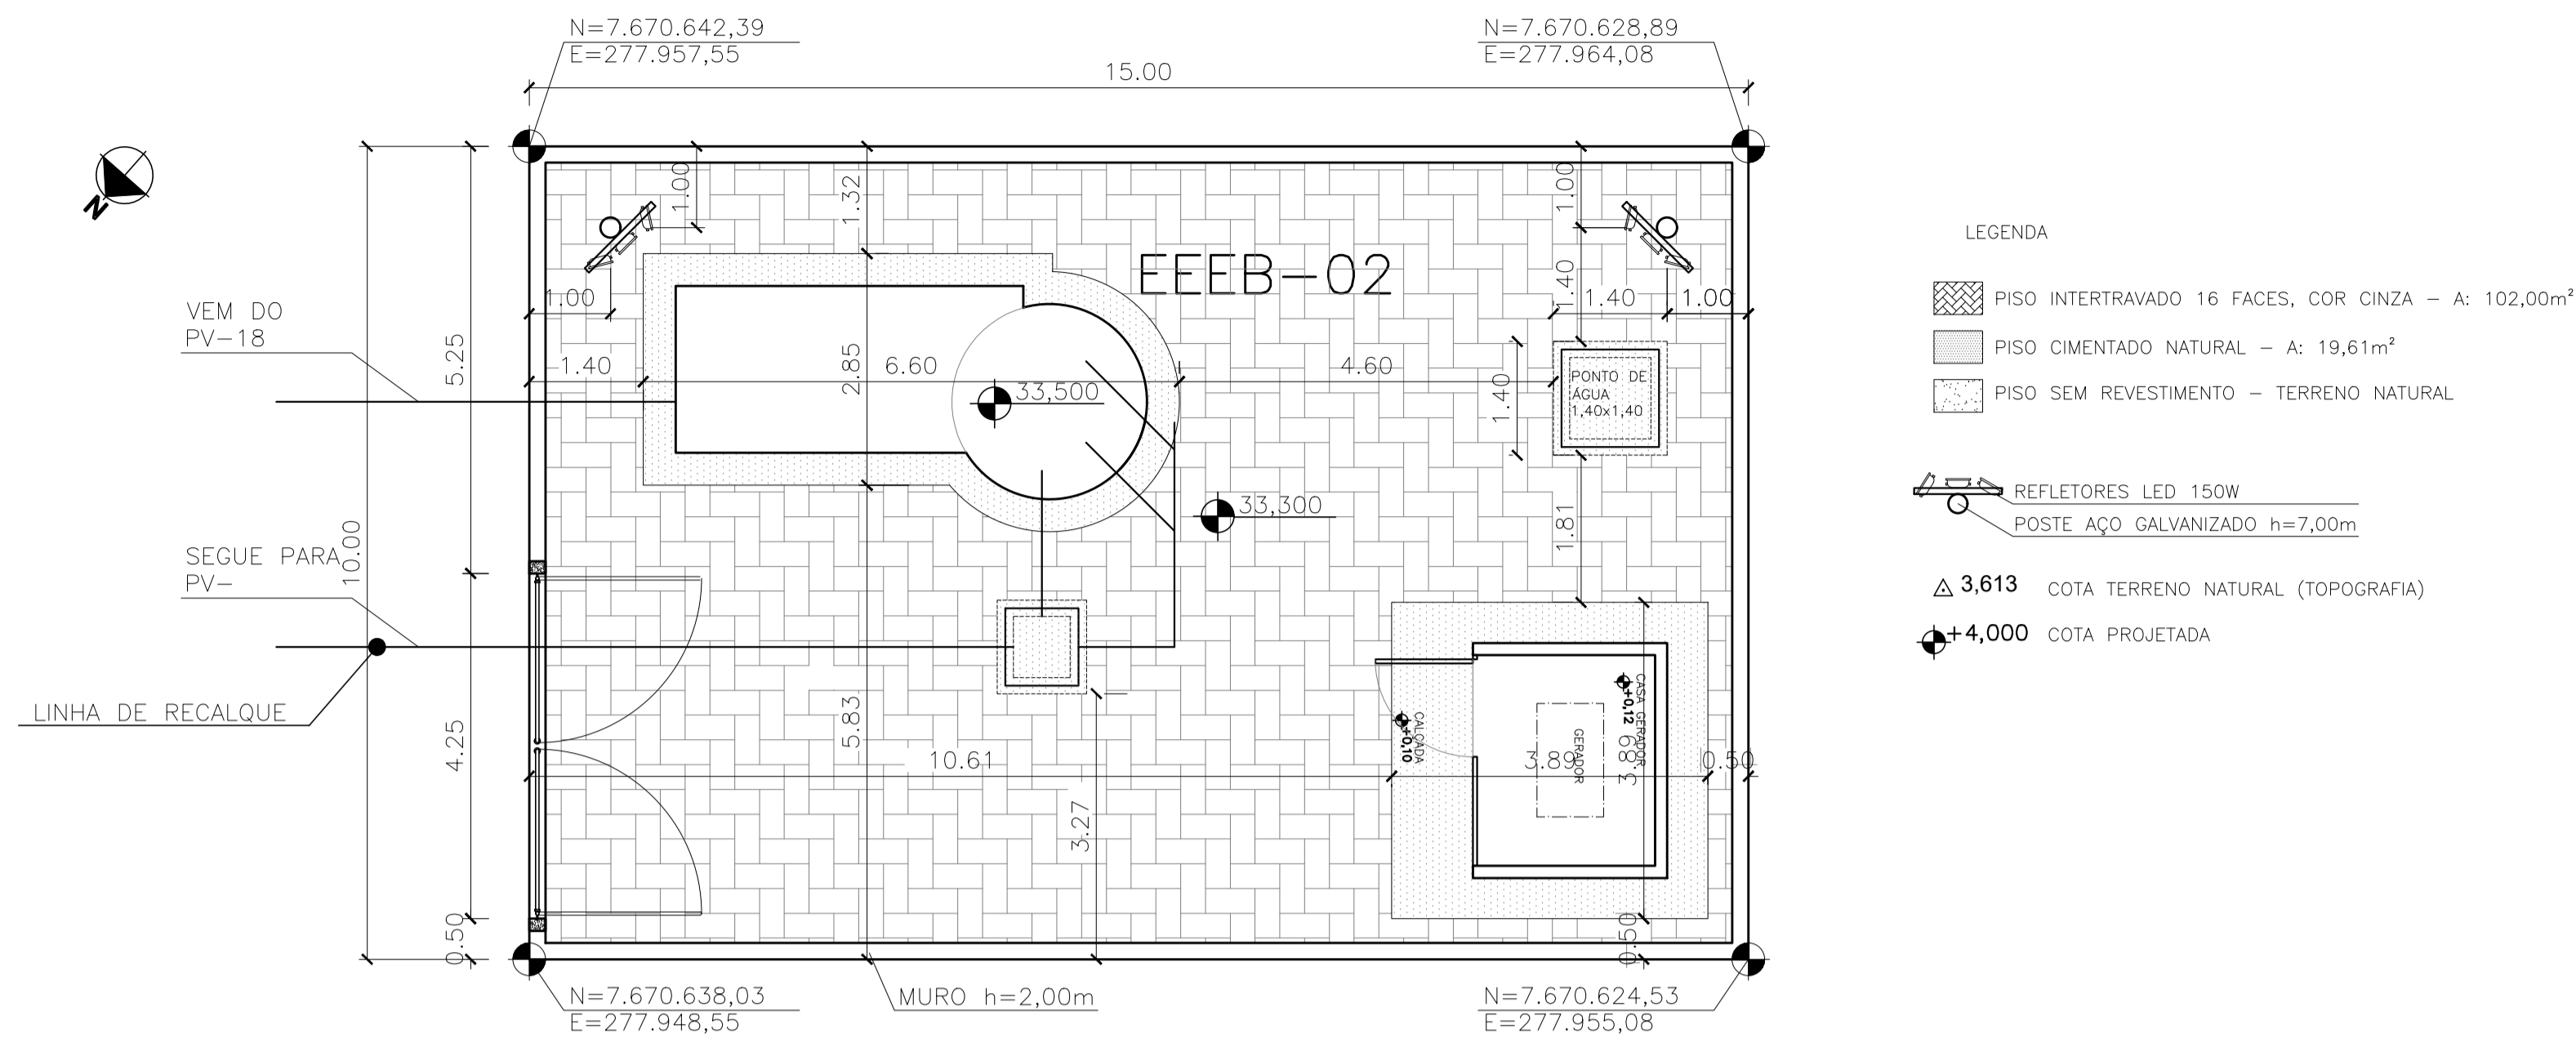 N=7.670.642,39
E=277.957,55
N=7.670.628,89
E=277.964,08
15.00
N
1.00
1.32
1.00
EEEB-02
1.40
1.00
1.40
1.00
VEM DO
PV-18
5.25
1.40
6.60
2.85
4.60
33,500
1.40
PONTO DE
ÁGUA
1,40x1,40
33,300
1.81
10.00
SEGUE PARA
PV-
LINHA DE RECALQUE
4.25
5.83
10.61
3.27
CALÇADA
+0,10
CASA GERADOR
+0,12
GERADOR
3.89
3.89
0.50
0.50
0.50
N=7.670.638,03
E=277.948,55
MURO h=2,00m
N=7.670.624,53
E=277.955,08
LEGENDA
PISO INTERTRAVADO 16 FACES, COR CINZA - A: 102,00m²
PISO CIMENTADO NATURAL - A: 19,61m²
PISO SEM REVESTIMENTO - TERRENO NATURAL
REFLETORES LED 150W
POSTE AÇO GALVANIZADO h=7,00m
3,613 COTA TERRENO NATURAL (TOPOGRAFIA)
+4,000 COTA PROJETADA